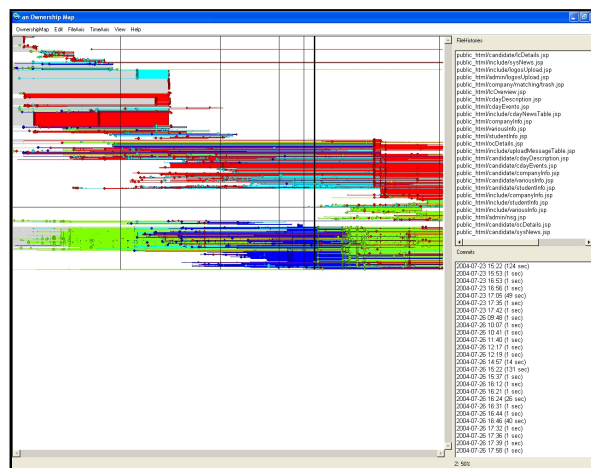 an Ownership Map
OwnershipMap Edit FileAxis TimeAxis View Help
FileHistories
public_html/candidate/lcDetails.jsp
public_html/include/sysNews.jsp
public_html/include/logosUpload.jsp
public_html/admin/logosUpload.jsp
public_html/company/matching/trash.jsp
public_html/lcOverview.jsp
public_html/cdayDescription.jsp
public_html/cdayEvents.jsp
public_html/include/cdayNewsTable.jsp
public_html/companyInfo.jsp
public_html/variousInfo.jsp
public_html/studentInfo.jsp
public_html/ocDetails.jsp
public_html/include/uploadMessageTable.jsp
public_html/candidate/cdayDescription.jsp
public_html/candidate/cdayEvents.jsp
public_html/candidate/companyInfo.jsp
public_html/candidate/variousInfo.jsp
public_html/candidate/studentInfo.jsp
public_html/include/companyInfo.jsp
public_html/include/studentInfo.jsp
public_html/include/variousInfo.jsp
public_html/admin/msg.jsp
public_html/candidate/ocDetails.jsp
public_html/candidate/sysNews.jsp
Commits
2004-07-23 15:22 (124 sec)
2004-07-23 15:53 (1 sec)
2004-07-23 16:53 (1 sec)
2004-07-23 16:56 (1 sec)
2004-07-23 17:05 (49 sec)
2004-07-23 17:35 (1 sec)
2004-07-23 17:42 (1 sec)
2004-07-26 09:48 (1 sec)
2004-07-26 10:07 (1 sec)
2004-07-26 10:41 (1 sec)
2004-07-26 11:40 (1 sec)
2004-07-26 12:17 (1 sec)
2004-07-26 12:19 (1 sec)
2004-07-26 14:57 (14 sec)
2004-07-26 15:22 (131 sec)
2004-07-26 15:37 (1 sec)
2004-07-26 16:12 (1 sec)
2004-07-26 16:21 (1 sec)
2004-07-26 16:24 (26 sec)
2004-07-26 16:31 (1 sec)
2004-07-26 16:44 (1 sec)
2004-07-26 16:46 (40 sec)
2004-07-26 17:32 (1 sec)
2004-07-26 17:36 (1 sec)
2004-07-26 17:39 (1 sec)
2004-07-26 17:58 (1 sec)
Z: 50%